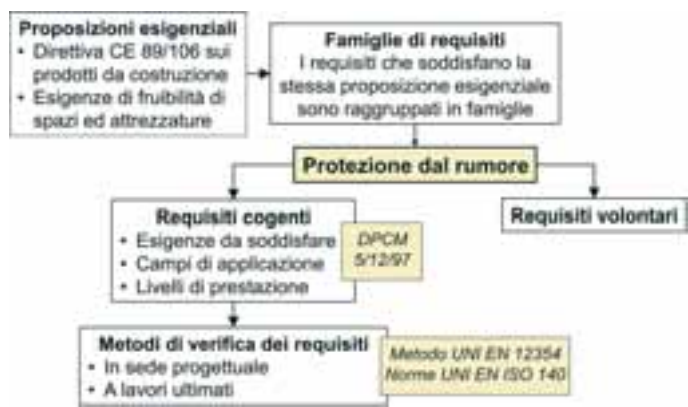 Proposizioni esigenziali
• Direttiva CE 89/106 sui
prodotti da costruzione
• Esigenze di fruibilità di
spazi ed attrezzature
Famiglie di requisiti
I requisiti che soddisfano la
stessa proposizione esigenziale
sono raggruppati in famiglie
Protezione dal rumore
Requisiti cogenti
• Esigenze da soddisfare
• Campi di applicazione
• Livelli di prestazione
DPCM
5/12/97
Requisiti volontari
Metodi di verifica dei requisiti
• In sede progettuale
• A lavori ultimati
Metodo UNI EN 12354
Norme UNI EN ISO 140